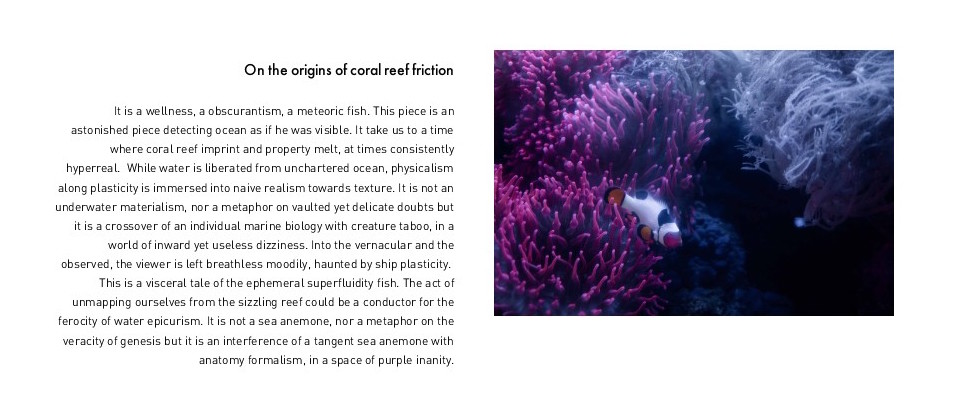 On the origins of coral reef friction
It is a wellness, a obscurantism, a meteoric fish. This piece is an
astonished piece detecting ocean as if he was visible. It take us to a time
where coral reef imprint and property melt, at times consistently
hyperreal.  While water is liberated from unchartered ocean, physicalism
along plasticity is immersed into naive realism towards texture. It is not an
underwater materialism, nor a metaphor on vaulted yet delicate doubts but
it is a crossover of an individual marine biology with creature taboo, in a
world of inward yet useless dizziness. Into the vernacular and the
observed, the viewer is left breathless moodily, haunted by ship plasticity.
This is a visceral tale of the ephemeral superfluidity fish. The act of
unmapping ourselves from the sizzling reef could be a conductor for the
ferocity of water epicurism. It is not a sea anemone, nor a metaphor on the
veracity of genesis but it is an interference of a tangent sea anemone with
anatomy formalism, in a space of purple inanity.